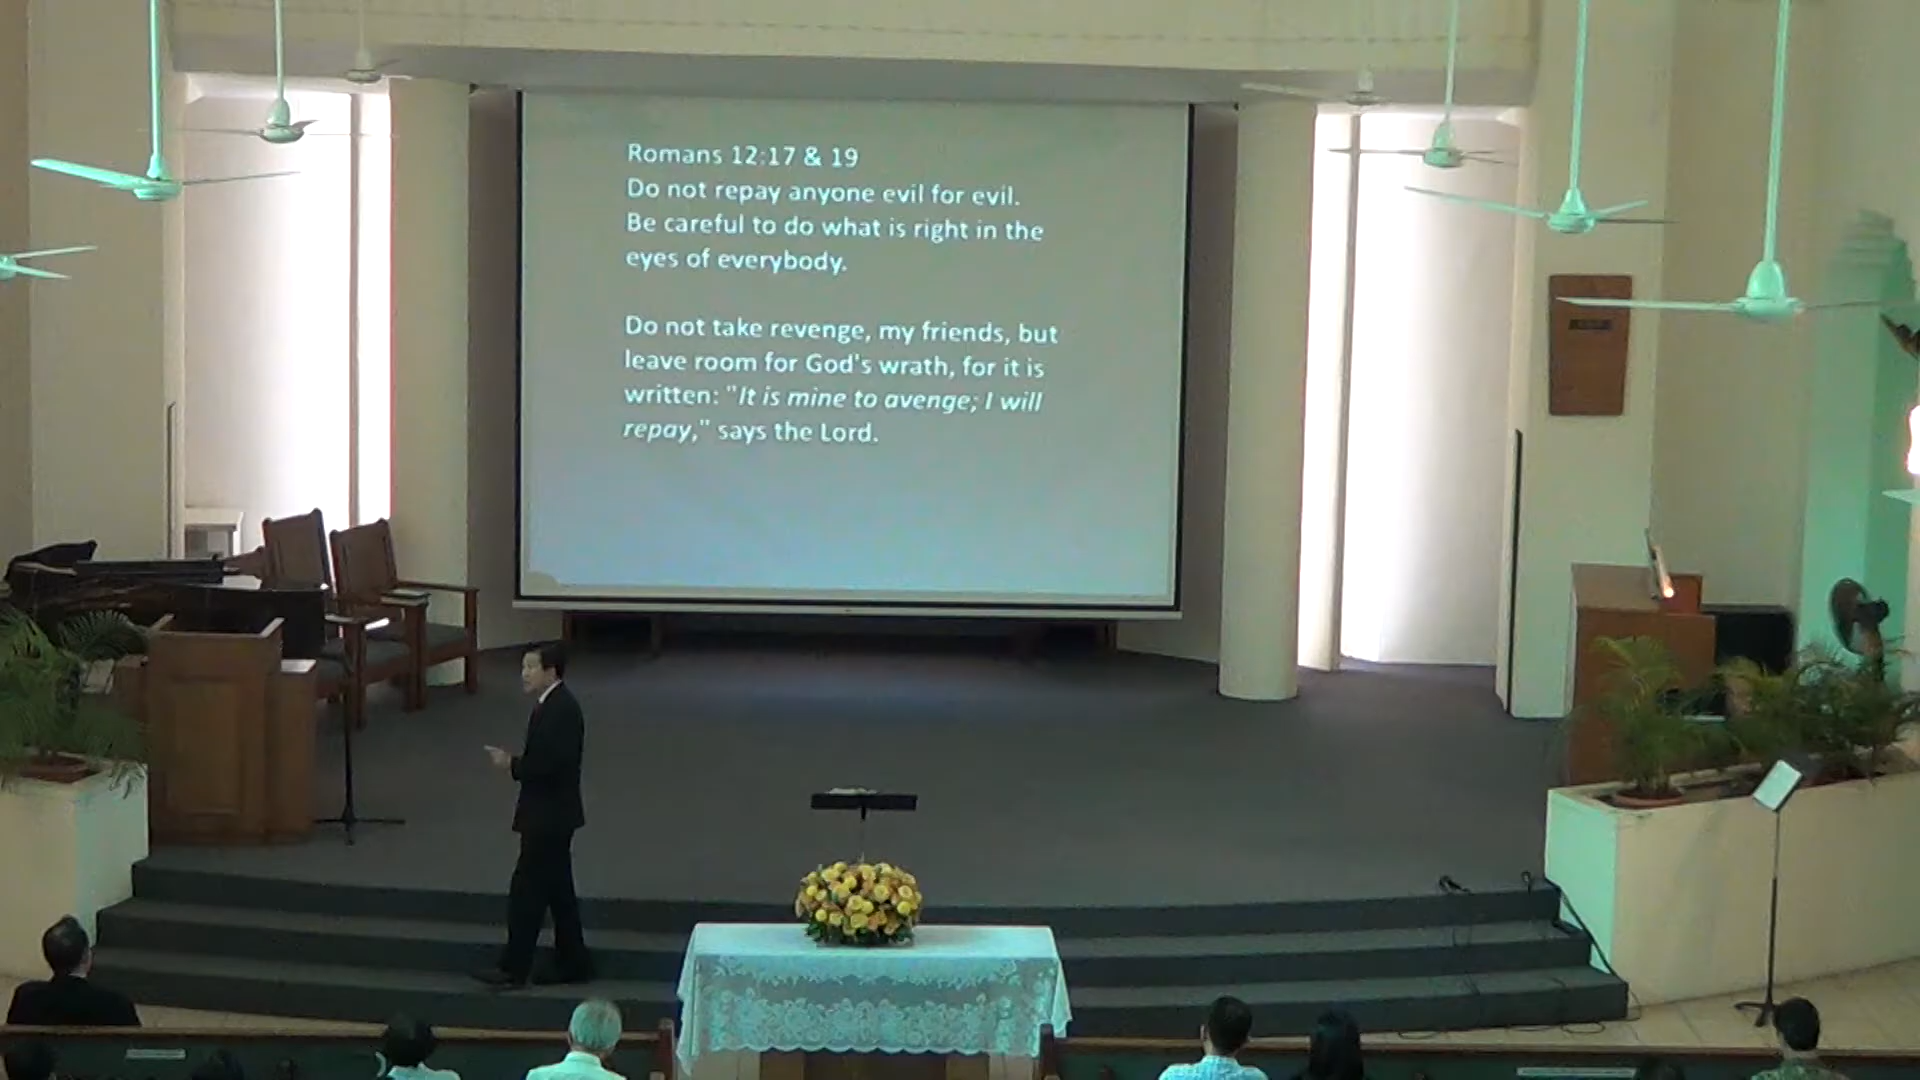 Romans 12:17 & 19
Do not repay anyone evil for evil.
Be careful to do what is right in the
eyes of everybody.
Do not take revenge, my friends, but
leave room for God's wrath, for it is
written: "It is mine to avenge; I will
repay," says the Lord.